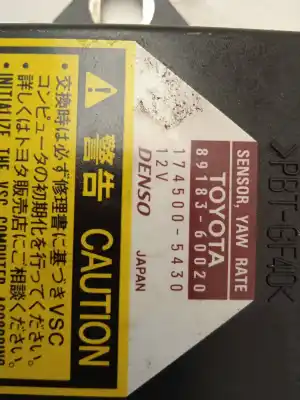 >PBT-GF40<
SENSOR, YAW RATE
TOYOTA
89183-60020
174500-5430
12V
DENSO JAPAN
警告 CAUTION
・交換時は必ず修理書に基づきVSC
コンピュータの初期化を行ってください。
・詳しくはトヨタ販売店にご相談ください。
・INITIALIZE THE VSC COMPUTER ACCORDING